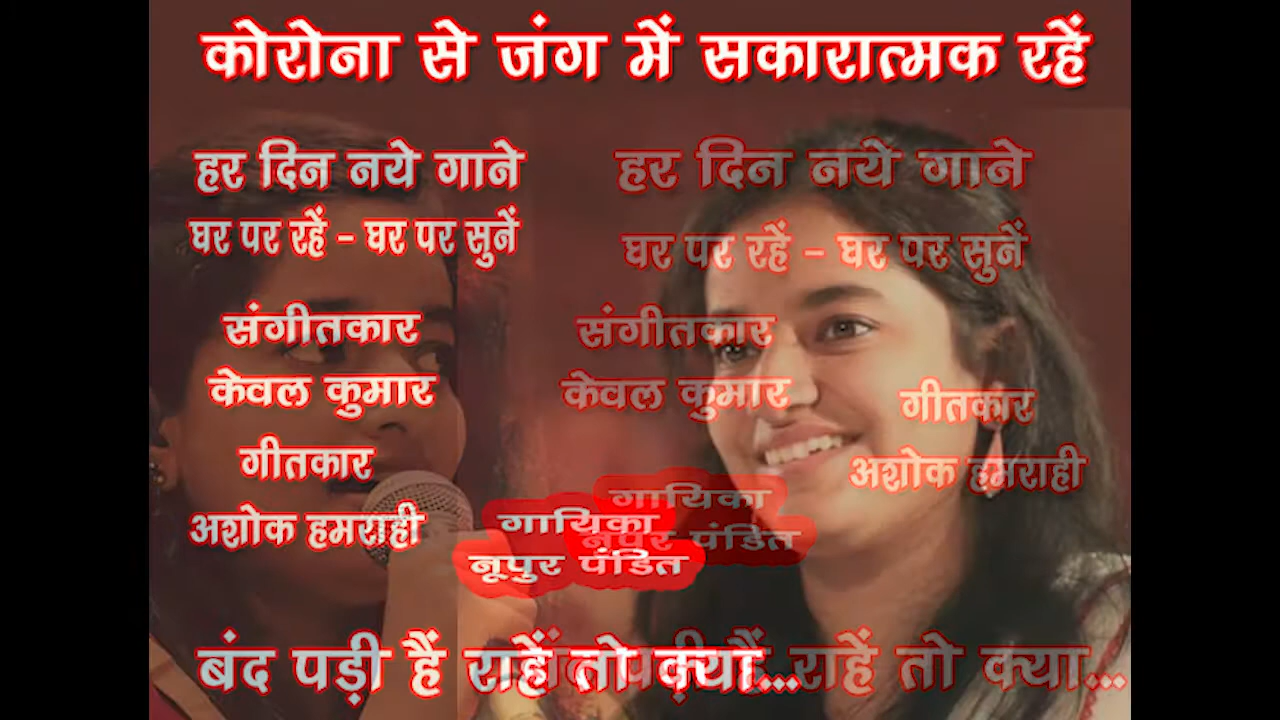 कोरोना से जंग में सकारात्मक रहें
हर दिन नये गाने
घर पर रहें - घर पर सुनें
संगीतकार
केवल कुमार
गीतकार
अशोक हमराही
गायिका
नूपुर पंडित
बंद पड़ी हैं राहें तो क्या...
हर दिन नये गाने
घर पर रहें - घर पर सुनें
संगीतकार
केवल कुमार
गीतकार
अशोक हमराही
गायिका
नूपुर पंडित
बंद पड़ी हैं राहें तो क्या...